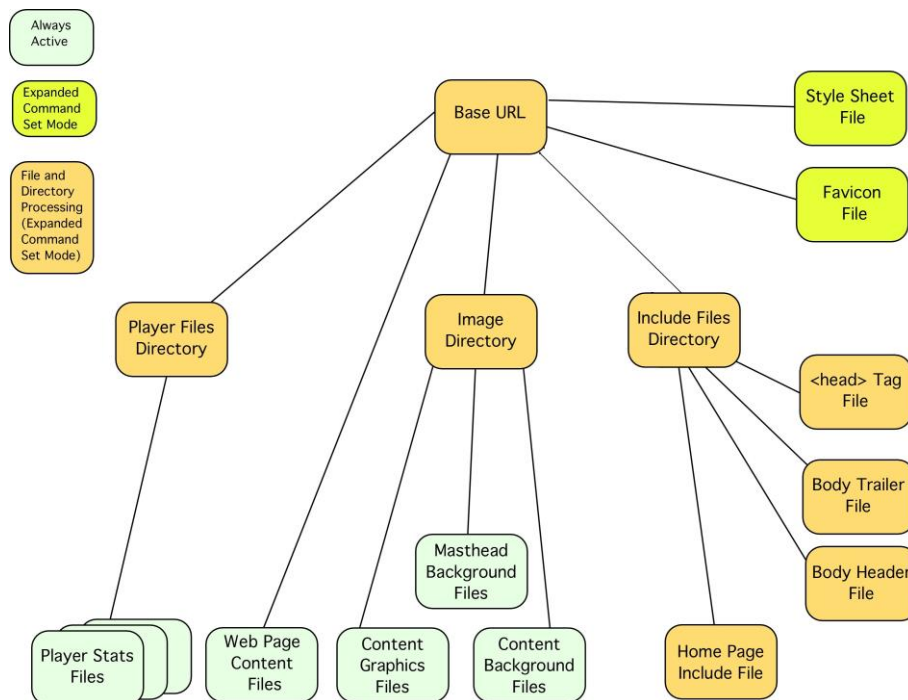 Always
Active
Expanded
Command
Set Mode
File and
Directory
Processing
(Expanded
Command
Set Mode)
Base URL
Style Sheet
File
Favicon
File
Player Files
Directory
Image
Directory
Include Files
Directory
<head> Tag
File
Body Trailer
File
Body Header
File
Masthead
Background
Files
Player Stats
Files
Web Page
Content
Files
Content
Graphics
Files
Content
Background
Files
Home Page
Include File